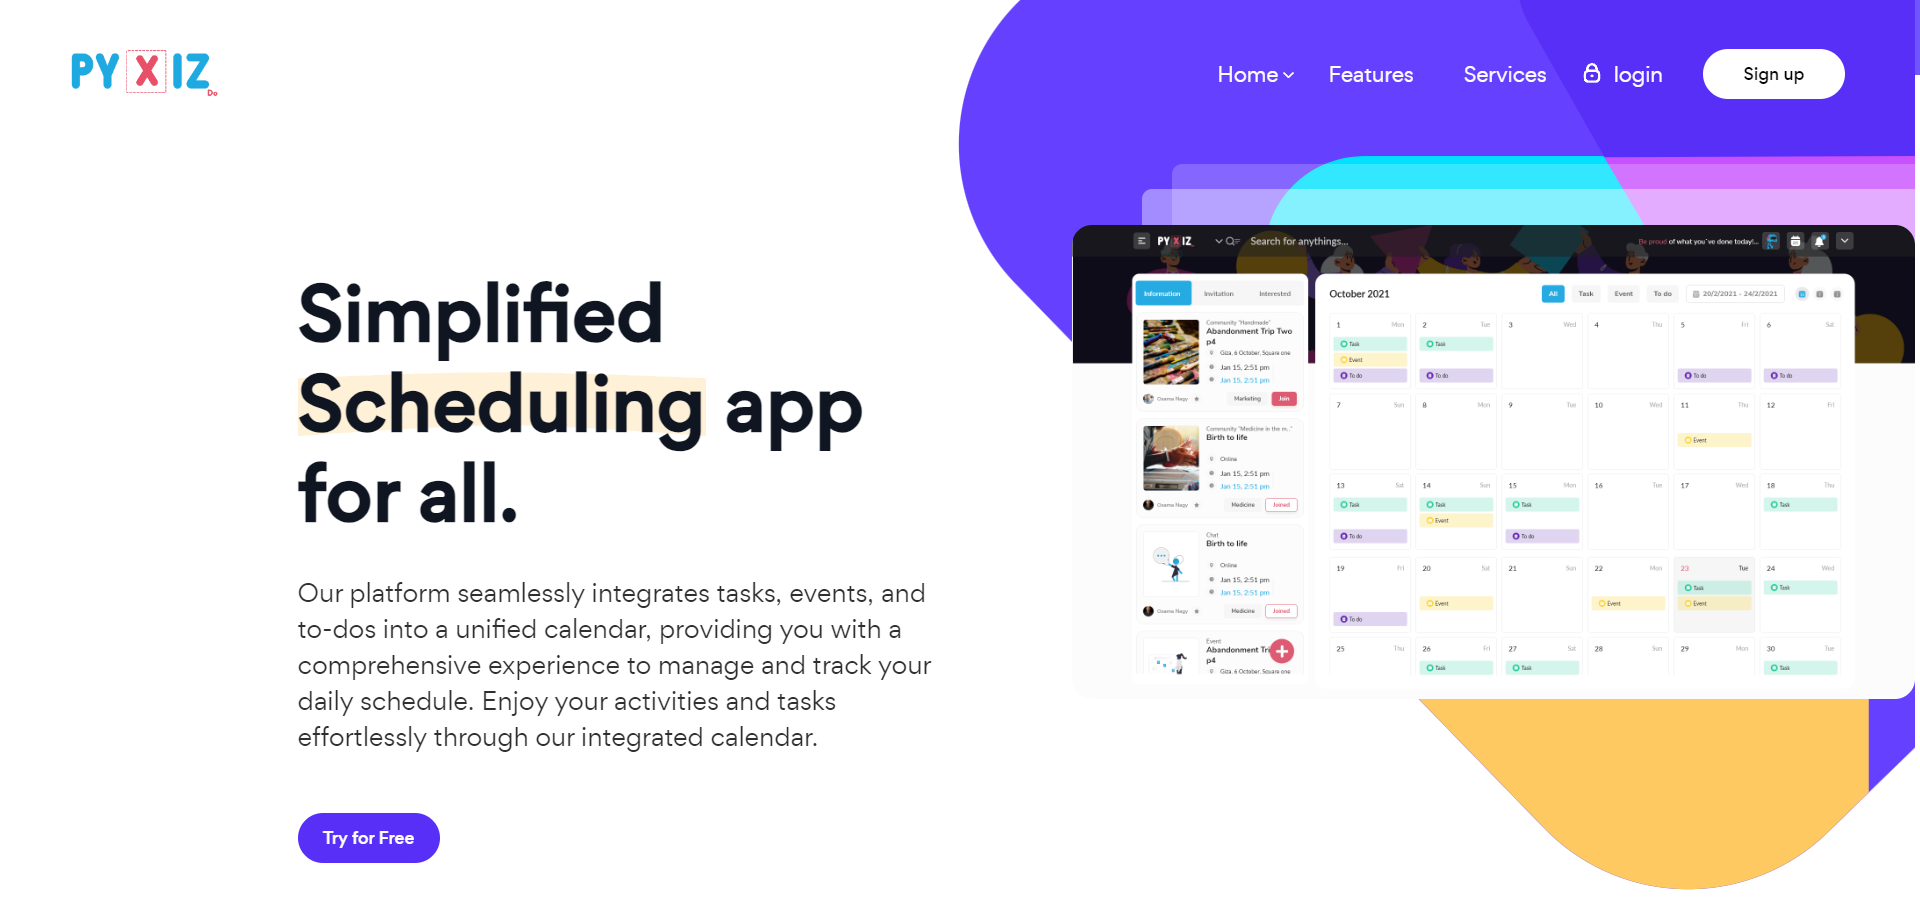 PYXIZ
Do
Home
Features
Services
login
Sign up
Simplified
Scheduling app
for all.
Our platform seamlessly integrates tasks, events, and
to-dos into a unified calendar, providing you with a
comprehensive experience to manage and track your
daily schedule. Enjoy your activities and tasks
effortlessly through our integrated calendar.
Try for Free
PYXIZ
Search for anythings...
Be proud of what you've done today!...
Information Invitation Interested
Community "Handmade"
Abandonment Trip Two
p4
Giza, 6 October, Square one
Jan 15, 2:51 pm
Jan 15, 2:51 pm
Osama Nagy
Marketing
Join
Community "Medicine in the m..."
Birth to life
Online
Jan 15, 2:51 pm
Jan 15, 2:51 pm
Osama Nagy
Medicine
Joined
Chat
Birth to life
Online
Jan 15, 2:51 pm
Jan 15, 2:51 pm
Osama Nagy
Medicine
Joined
Event
Abandonment Tri
p4
Giza, 6 October, Square one
October 2021
All Task Event To do 20/2/2021 - 24/2/2021
1 Mon 2 Tue 3 Wed 4 Thu 5 Fri 6 Sat
Task Task
Event
To do To do To do To do
7 Sun 8 Mon 9 Tue 10 Wed 11 Thu 12 Fri
Event
13 Sat 14 Sun 15 Mon 16 Tue 17 Wed 18 Thu
Task Task Task Task
Event
To do To do
19 Fri 20 Sat 21 Sun 22 Mon 23 Tue 24 Wed
Task Task
Event Event Event
To do
25 Thu 26 Fri 27 Sat 28 Sun 29 Mon 30 Tue
Task Task Task